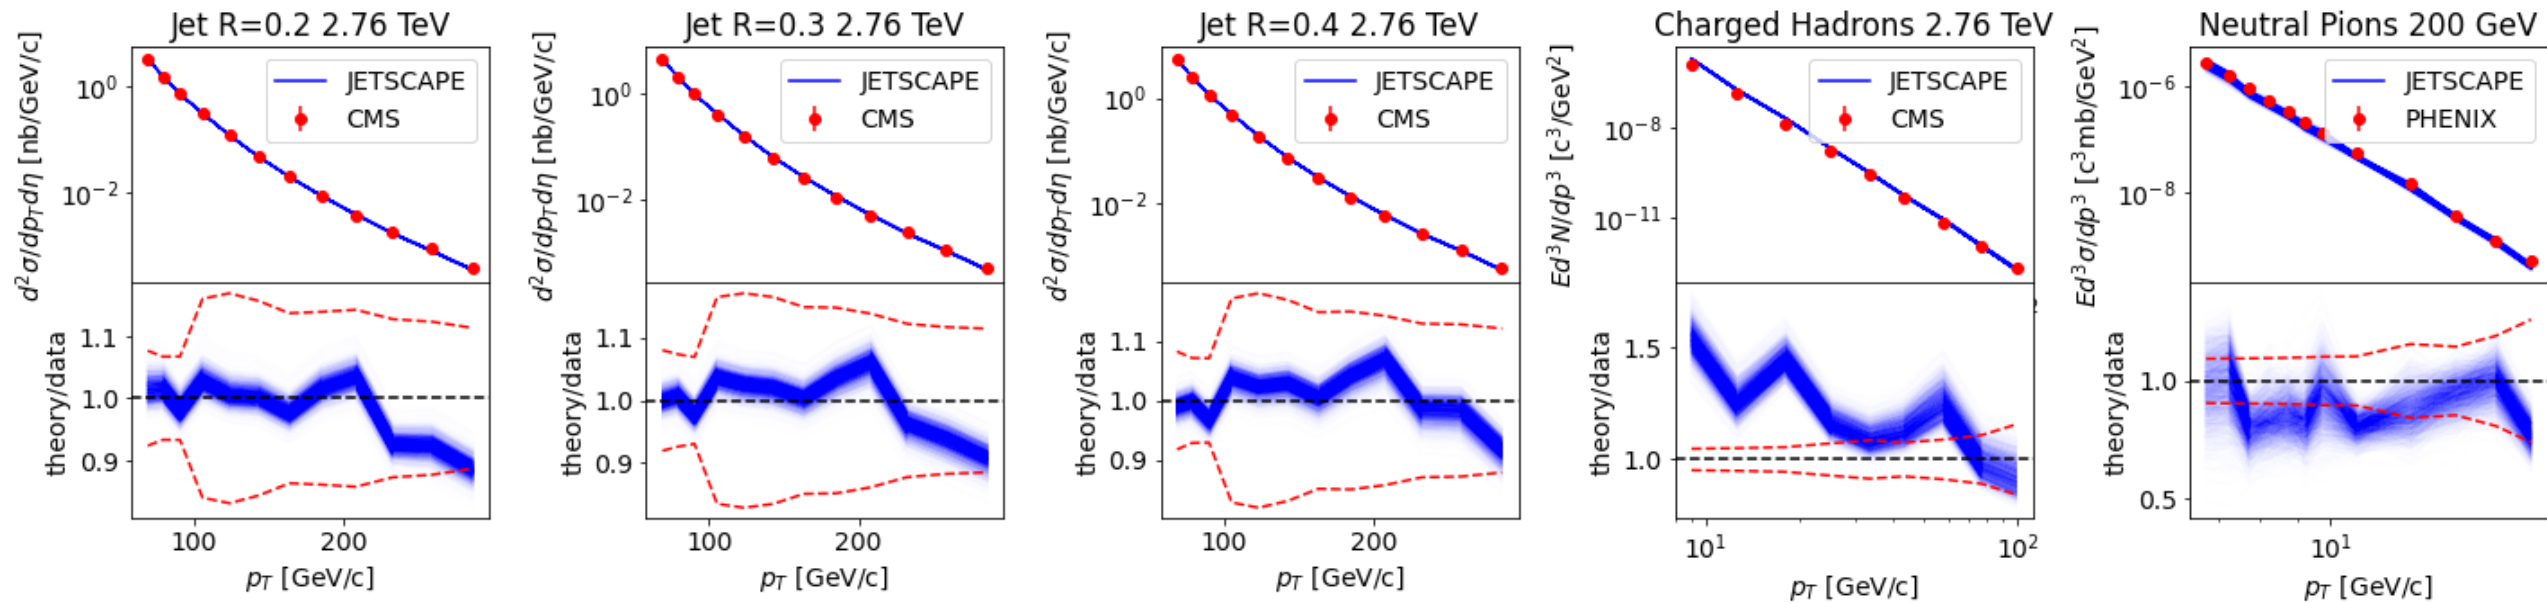 Jet R=0.2 2.76 TeV
d²σ/dp_Tdη [nb/GeV/c]
10⁰
10⁻²
JETSCAPE
CMS
theory/data
1.1
1.0
0.9
100
200
p_T [GeV/c]
Jet R=0.3 2.76 TeV
d²σ/dp_Tdη [nb/GeV/c]
10⁰
10⁻²
JETSCAPE
CMS
theory/data
1.1
1.0
0.9
100
200
p_T [GeV/c]
Jet R=0.4 2.76 TeV
d²σ/dp_Tdη [nb/GeV/c]
10⁰
10⁻²
JETSCAPE
CMS
theory/data
1.1
1.0
0.9
100
200
p_T [GeV/c]
Charged Hadrons 2.76 TeV
Ed³N/dp³ [c³/GeV²]
10⁻⁸
10⁻¹¹
JETSCAPE
CMS
theory/data
1.5
1.0
10¹
10²
p_T [GeV/c]
Neutral Pions 200 GeV
Ed³σ/dp³ [c³mb/GeV²]
10⁻⁶
10⁻⁸
JETSCAPE
PHENIX
theory/data
1.0
0.5
10¹
p_T [GeV/c]